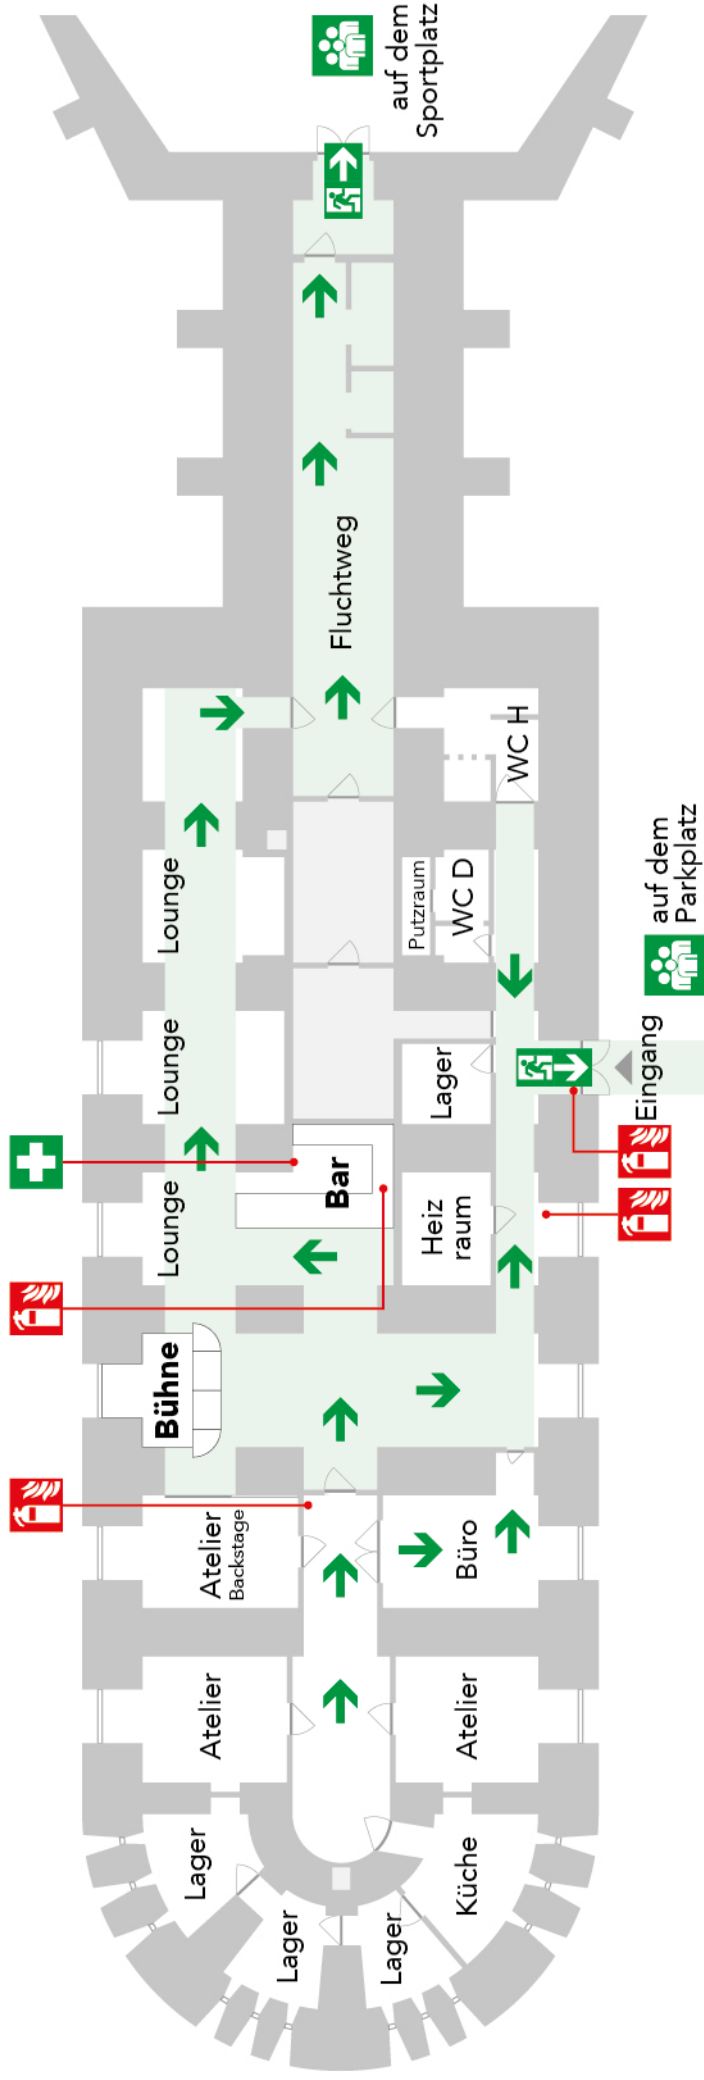 Lager
Lager
Lager
Küche
Atelier
Atelier
Atelier
Backstage
Büro
Bühne
Bar
Heiz
raum
Lounge
Lounge
Lounge
Lager
Putzraum
WC D
WC H
Fluchtweg
Eingang
auf dem
Parkplatz
auf dem
Sportplatz